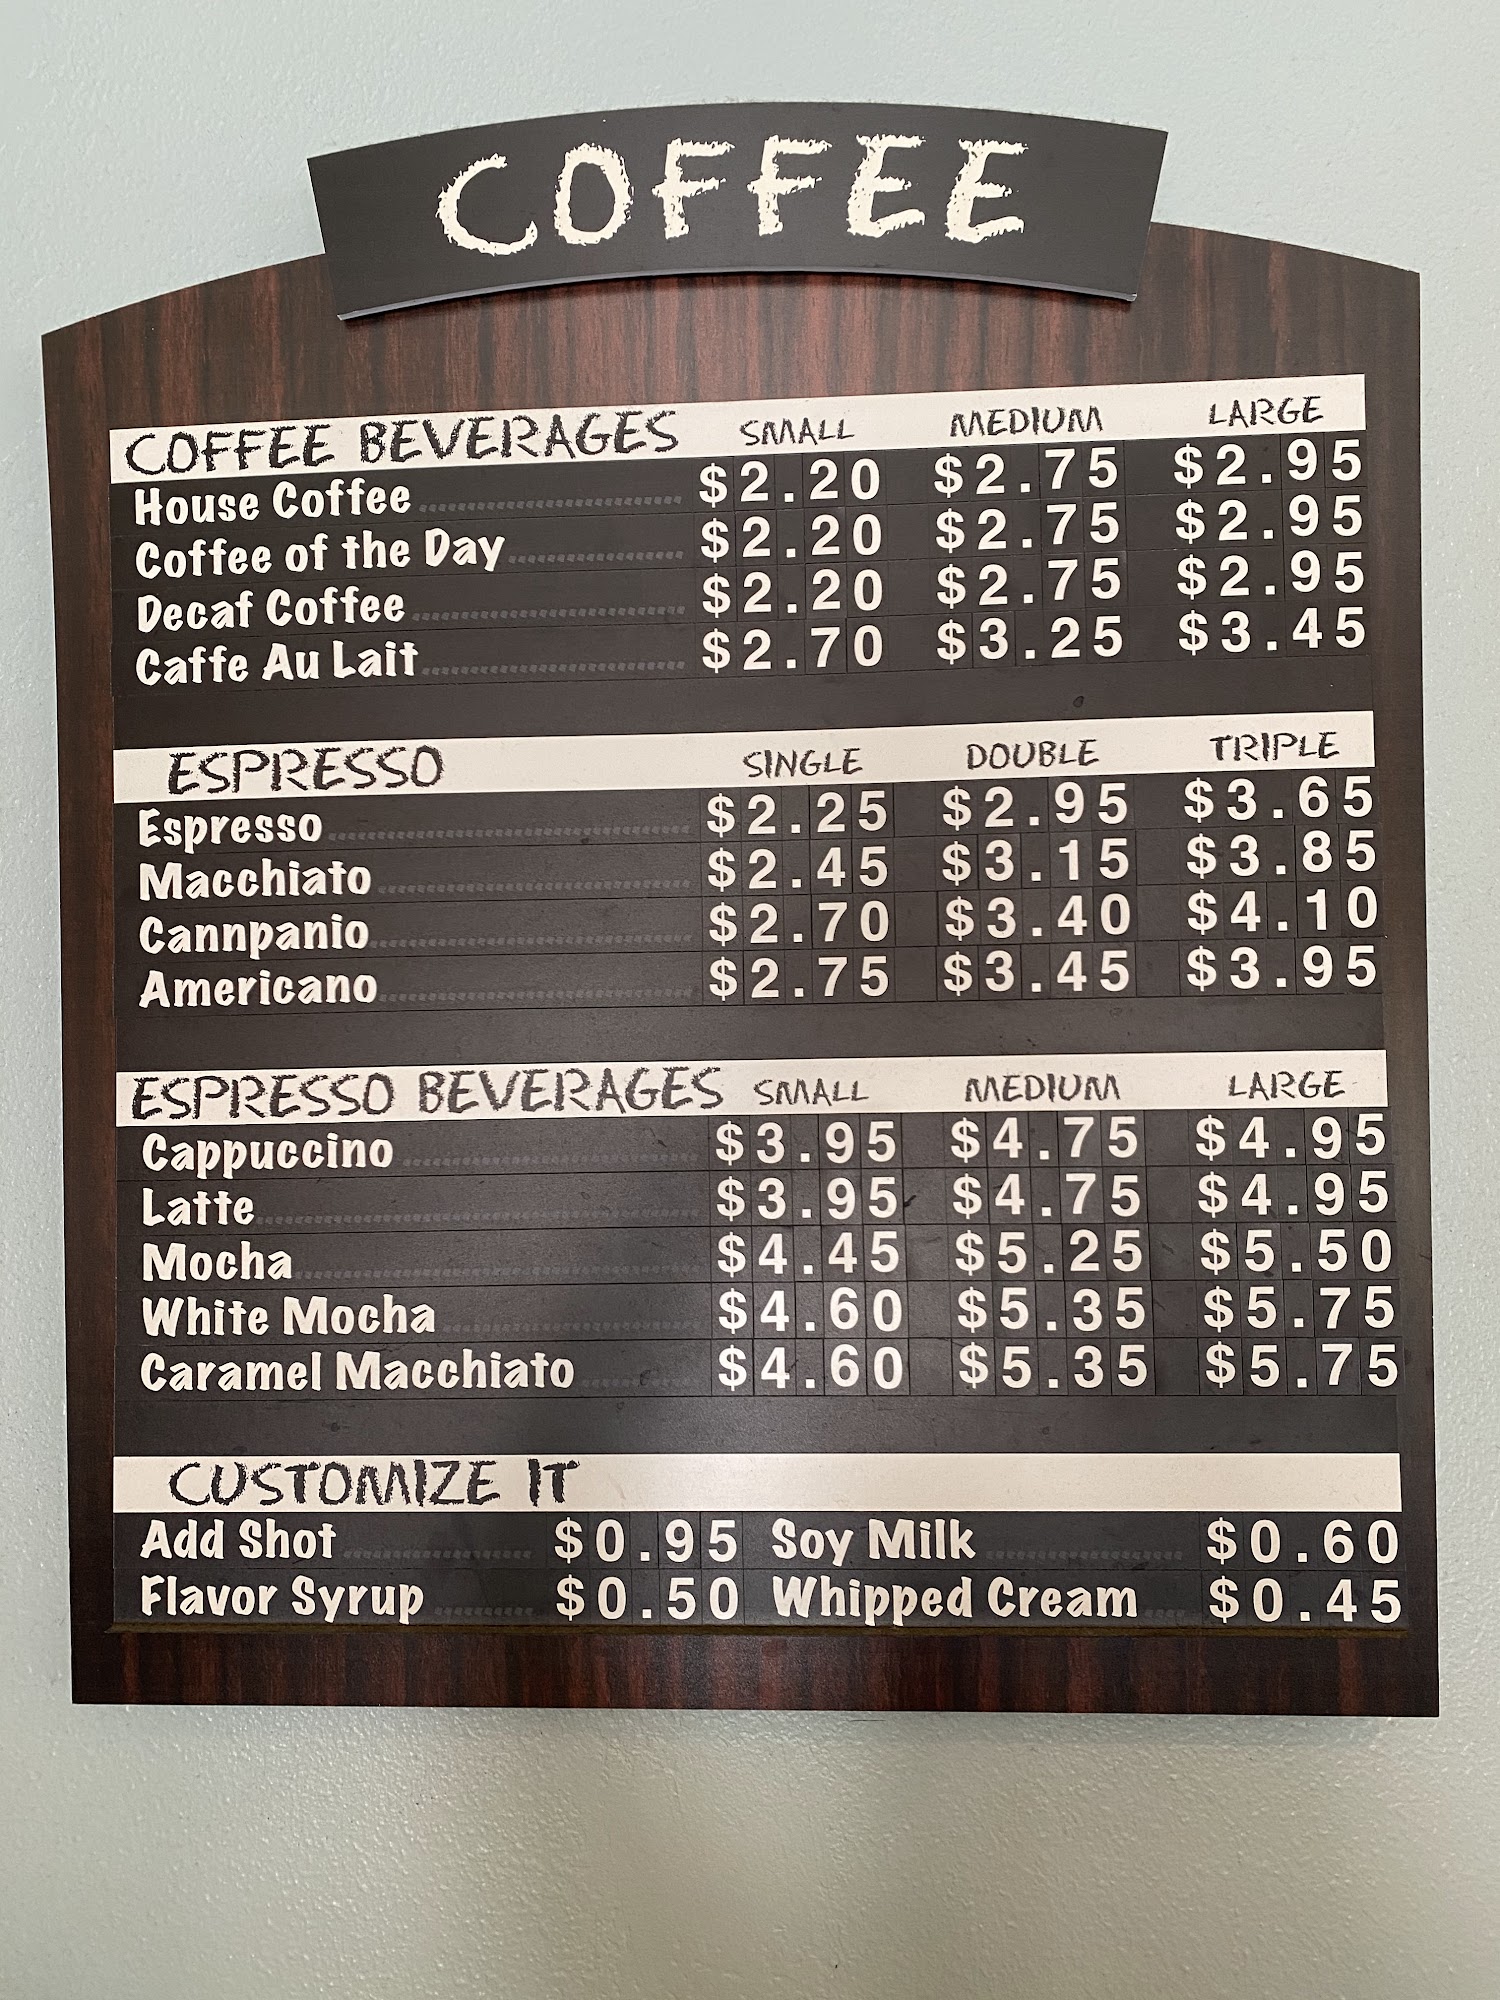 COFFEE
COFFEE BEVERAGES SMALL MEDIUM LARGE
House Coffee $2.20 $2.75 $2.95
Coffee of the Day $2.20 $2.75 $2.95
Decaf Coffee $2.20 $2.75 $2.95
Caffe Au Lait $2.70 $3.25 $3.45
ESPRESSO SINGLE DOUBLE TRIPLE
Espresso $2.25 $2.95 $3.65
Macchiato $2.45 $3.15 $3.85
Cannpanio $2.70 $3.40 $4.10
Americano $2.75 $3.45 $3.95
ESPRESSO BEVERAGES SMALL MEDIUM LARGE
Cappuccino $3.95 $4.75 $4.95
Latte $3.95 $4.75 $4.95
Mocha $4.45 $5.25 $5.50
White Mocha $4.60 $5.35 $5.75
Caramel Macchiato $4.60 $5.35 $5.75
CUSTOMIZE IT
Add Shot $0.95 Soy Milk $0.60
Flavor Syrup $0.50 Whipped Cream $0.45